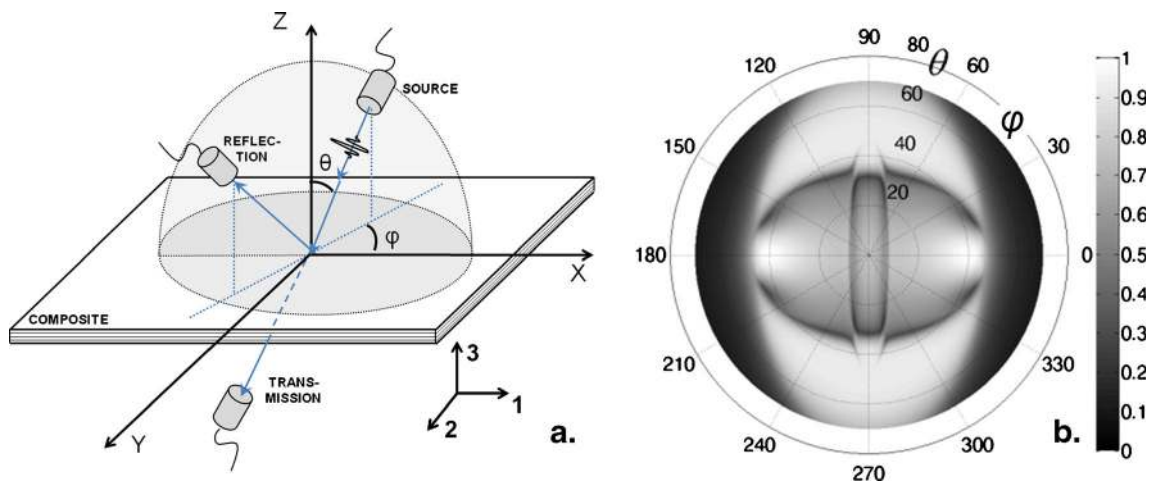 Z
SOURCE
REFLEC-
TION
θ
φ
X
COMPOSITE
TRANS-
MISSION
Y
3
1
2
a.
90
80
θ
60
120
60
φ
40
30
150
20
180
0
210
330
240
300
270
b.
1
0.9
0.8
0.7
0.6
0.5
0.4
0.3
0.2
0.1
0